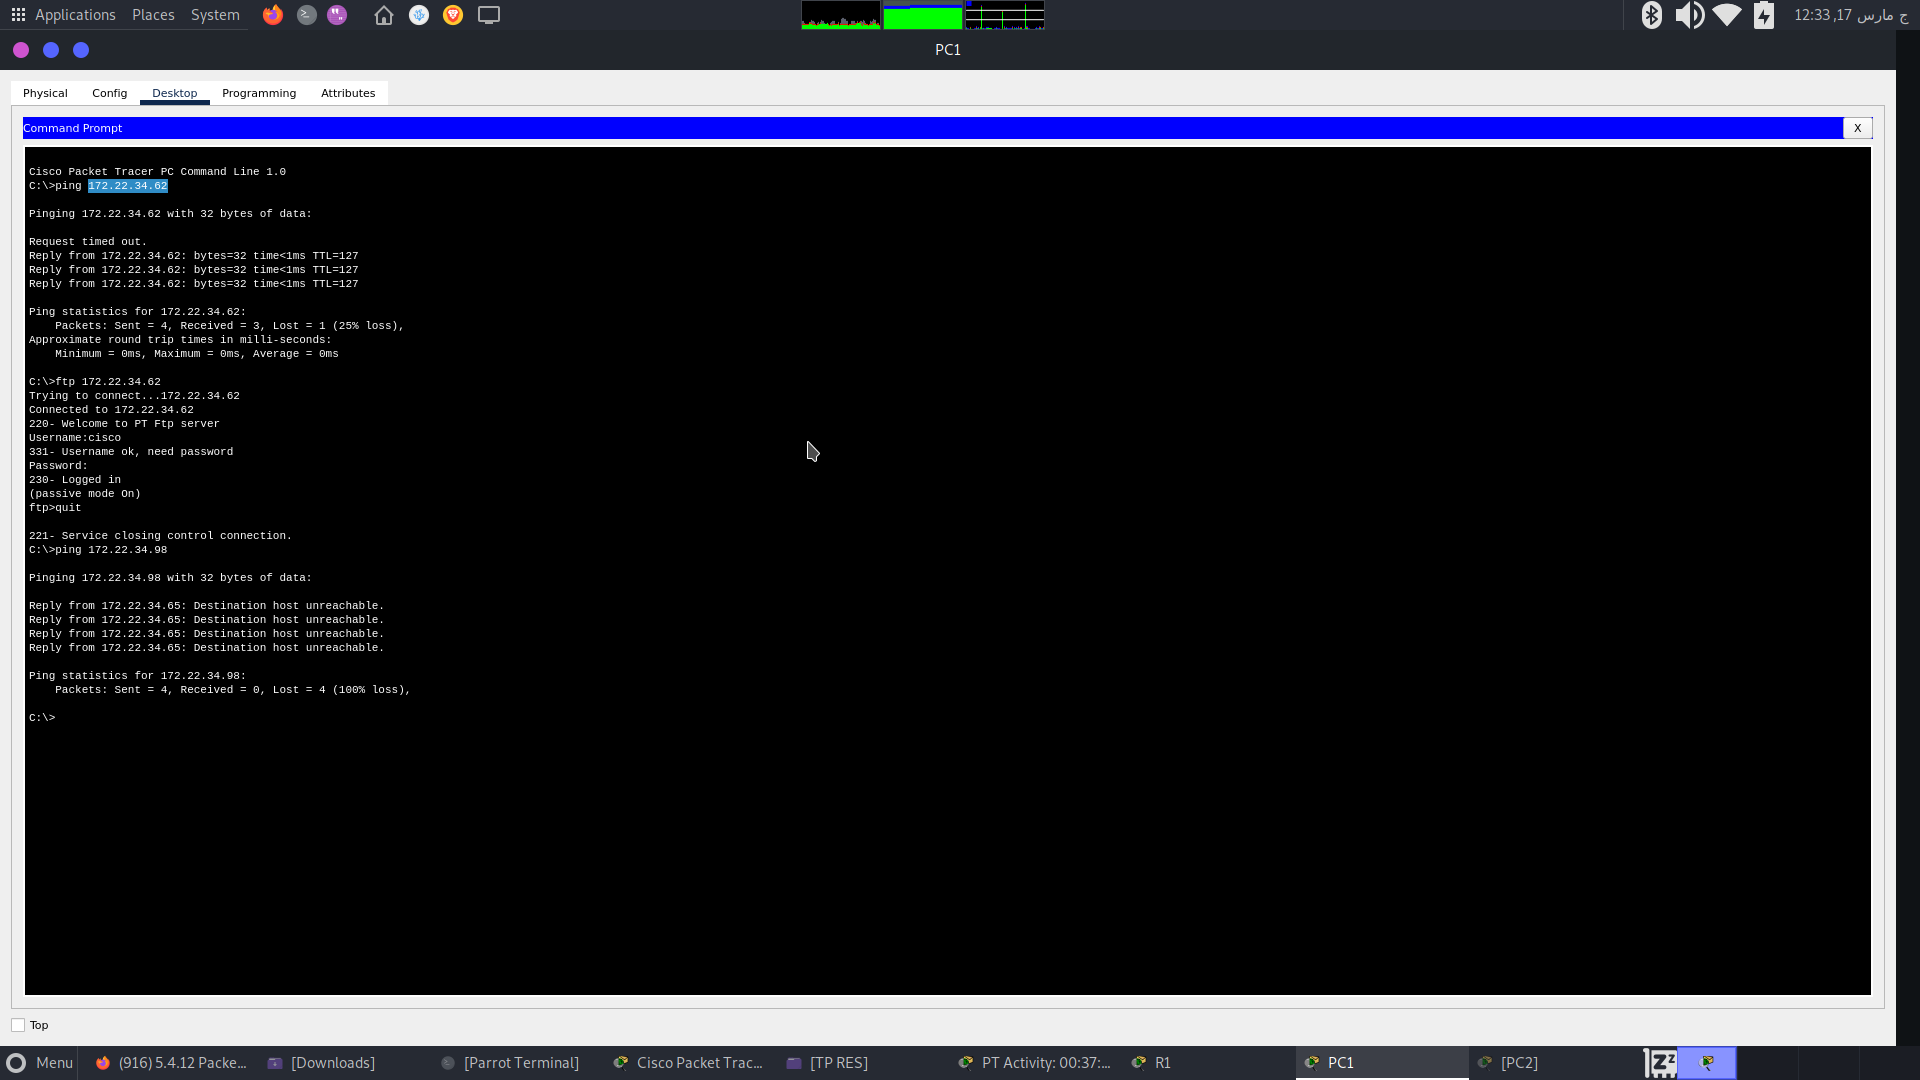 Applications Places System
12:33 ,17 مارس ج
PC1
Physical Config Desktop Programming Attributes
Command Prompt
X
Cisco Packet Tracer PC Command Line 1.0
C:\>ping 172.22.34.62
Pinging 172.22.34.62 with 32 bytes of data:
Request timed out.
Reply from 172.22.34.62: bytes=32 time<1ms TTL=127
Reply from 172.22.34.62: bytes=32 time<1ms TTL=127
Reply from 172.22.34.62: bytes=32 time<1ms TTL=127
Ping statistics for 172.22.34.62:
Packets: Sent = 4, Received = 3, Lost = 1 (25% loss),
Approximate round trip times in milli-seconds:
Minimum = 0ms, Maximum = 0ms, Average = 0ms
C:\>ftp 172.22.34.62
Trying to connect...172.22.34.62
Connected to 172.22.34.62
220- Welcome to PT Ftp server
Username:cisco
331- Username ok, need password
Password:
230- Logged in
(passive mode On)
ftp>quit
221- Service closing control connection.
C:\>ping 172.22.34.98
Pinging 172.22.34.98 with 32 bytes of data:
Reply from 172.22.34.65: Destination host unreachable.
Reply from 172.22.34.65: Destination host unreachable.
Reply from 172.22.34.65: Destination host unreachable.
Reply from 172.22.34.65: Destination host unreachable.
Ping statistics for 172.22.34.98:
Packets: Sent = 4, Received = 0, Lost = 4 (100% loss),
C:\>
Top
Menu (916) 5.4.12 Packe... [Downloads] [Parrot Terminal] Cisco Packet Trac... [TP RES] PT Activity: 00:37:... R1 PC1 [PC2]